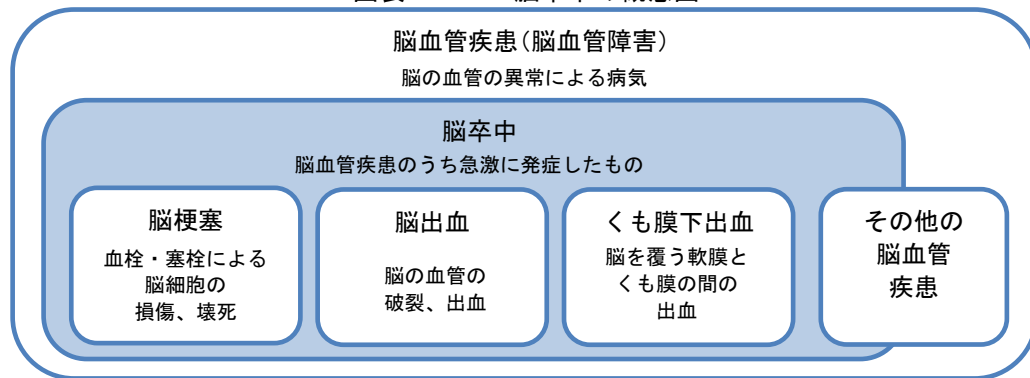 脳血管疾患(脳血管障害)
脳の血管の異常による病気
脳卒中
脳血管疾患のうち急激に発症したもの
脳梗塞
血栓・塞栓による
脳細胞の
損傷、壊死
脳出血
脳の血管の
破裂、出血
くも膜下出血
脳を覆う軟膜と
くも膜の間の
出血
その他の
脳血管
疾患